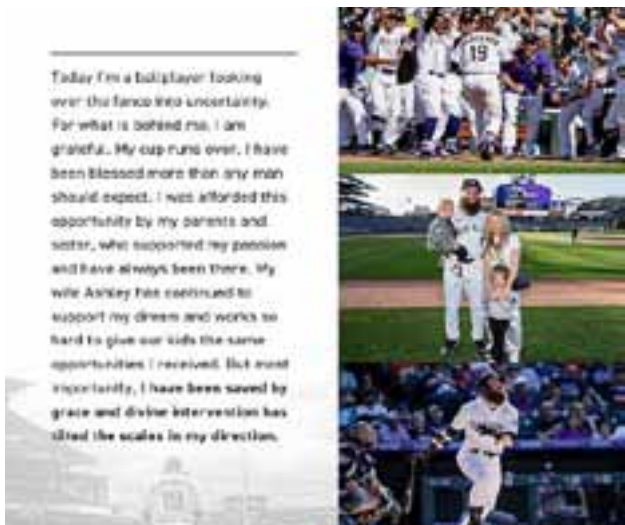 Today I'm a ballplayer looking
over the fence into uncertainty.
For what is behind me, I am
grateful. My cup runs over. I have
been blessed more than any man
should expect. I was afforded this
opportunity by my parents and
sister, who supported my passion
and have always been there. My
wife Ashley has continued to
support my dream and works so
hard to give our kids the same
opportunities I received. But most
importantly, I have been saved by
grace and divine intervention has
tilted the scales in my direction.
19